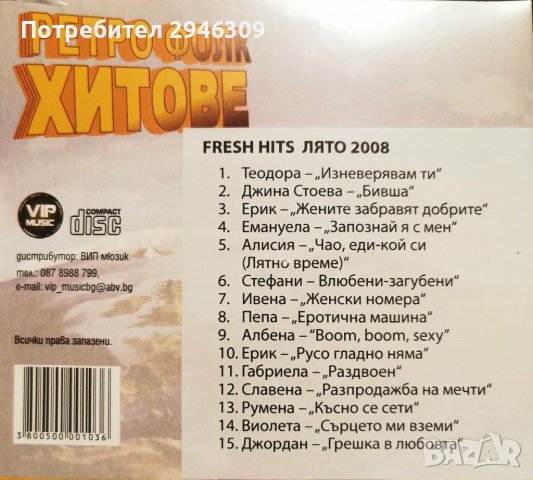 Потребител 2946309
РЕТРО ФОЛК
ХИТОВЕ
FRESH HITS ЛЯТО 2008
1. Теодора – „Изневерявам ти“
2. Джина Стоева – „Бивша“
3. Ерик – „Жените забравят добрите“
4. Емануела – „Запознай я с мен“
5. Алисия – „Чао, еди-кой си
(Лятно време)“
6. Стефани – Влюбени-загубени“
7. Ивена – „Женски номера“
8. Пепа – „Еротична машина“
9. Албена – “Boom, boom, sexy“
10. Ерик – „Русо гладно няма“
11. Габриела – „Раздвоен“
12. Славена – „Разпродажба на мечти“
13. Румена – „Късно се сети“
14. Виолета – „Сърцето ми вземи“
15. Джордан – „Грешка в любовта“
VIP
MUSIC
COMPACT
disc
дистрибутор: ВИП мюзик
тел.: 087 8988 799,
e-mail: vip_musicbg@abv.bg
Всички права запазени.
3800500001036
БАZАР